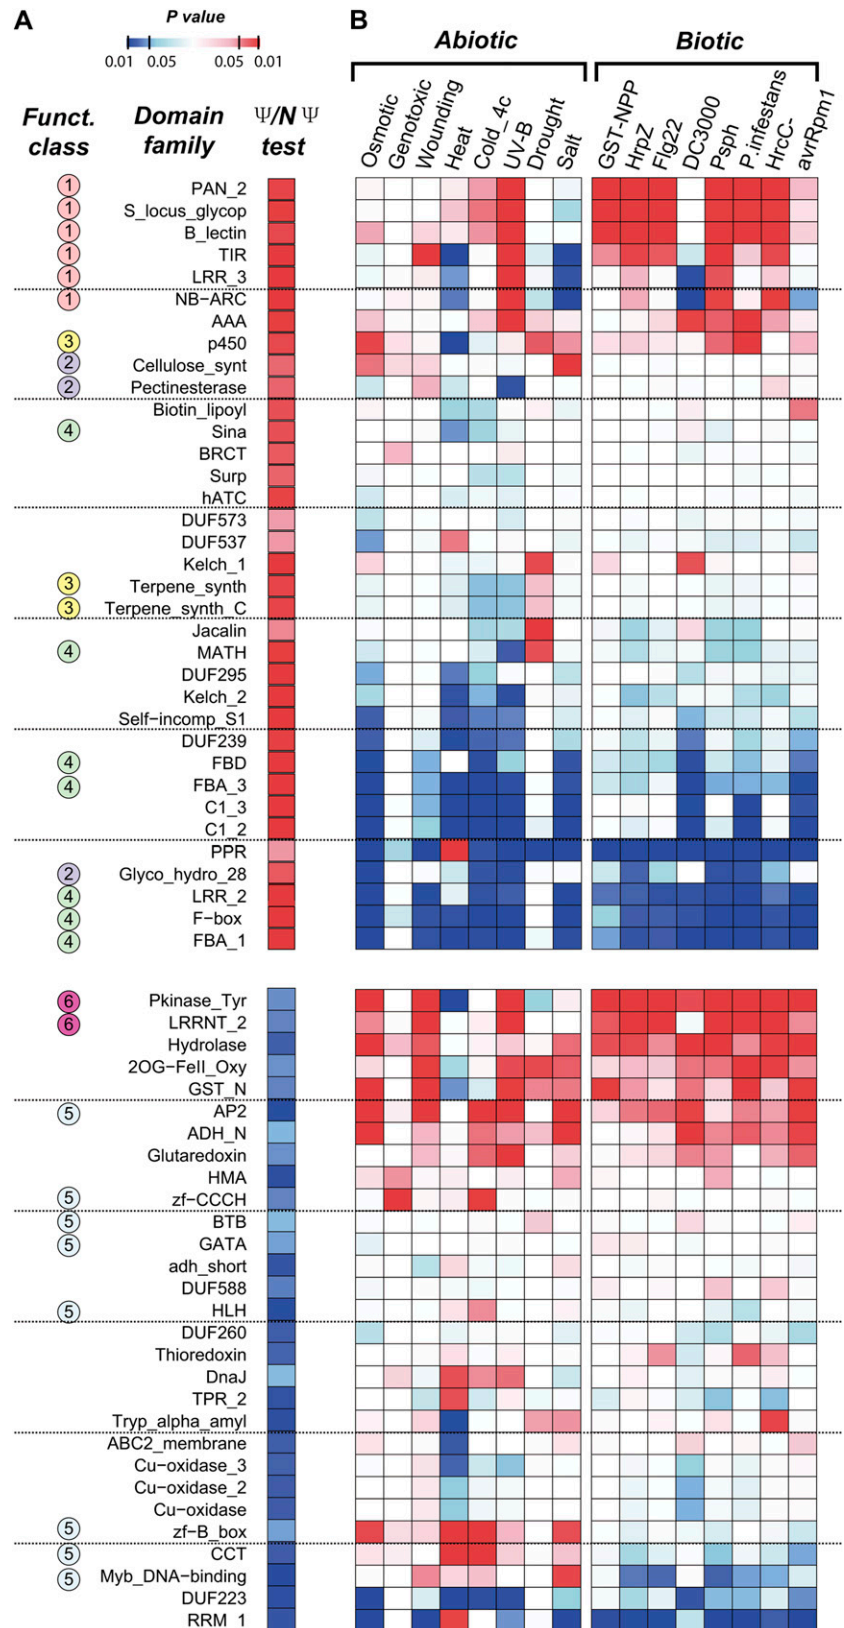 A
P value
0.01 0.05 0.05 0.01
B
Abiotic
Biotic
Funct. class
Domain family
Ψ/N Ψ test
Osmotic
Genotoxic
Wounding
Heat
Cold_4c
UV-B
Drought
Salt
GST-NPP
HrpZ
Flg22
DC3000
Psph
P.infestans
HrcC-
avrRpm1
1 PAN_2
1 S_locus_glycop
1 B_lectin
1 TIR
1 LRR_3
1 NB-ARC
AAA
3 p450
2 Cellulose_synt
2 Pectinesterase
Biotin_lipoyl
4 Sina
BRCT
Surp
hATC
DUF573
DUF537
Kelch_1
3 Terpene_synth
3 Terpene_synth_C
Jacalin
4 MATH
DUF295
Kelch_2
Self-incomp_S1
DUF239
4 FBD
4 FBA_3
C1_3
C1_2
PPR
2 Glyco_hydro_28
4 LRR_2
4 F-box
4 FBA_1
6 Pkinase_Tyr
6 LRRNT_2
Hydrolase
2OG-FeII_Oxy
GST_N
5 AP2
ADH_N
Glutaredoxin
HMA
5 zf-CCCH
5 BTB
5 GATA
adh_short
DUF588
5 HLH
DUF260
Thioredoxin
DnaJ
TPR_2
Tryp_alpha_amyl
ABC2_membrane
Cu-oxidase_3
Cu-oxidase_2
Cu-oxidase
5 zf-B_box
5 CCT
5 Myb_DNA-binding
DUF223
RRM_1